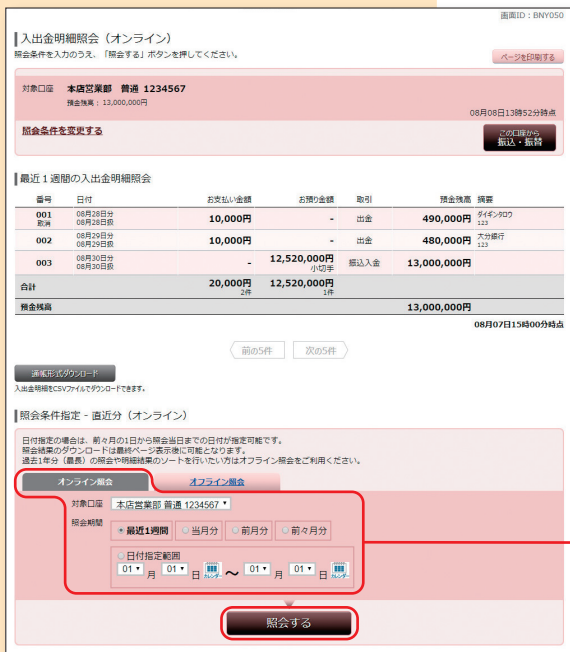 画面ID：BNY050
入出金明細照会（オンライン）
照会条件を入力のうえ、「照会する」ボタンを押してください。
ページを印刷する
対象口座 本店営業部 普通 1234567
預金残高：13,000,000円
08月08日13時52分時点
照会条件を変更する
この口座から
振込・振替
最近1週間の入出金明細照会
番号 日付 お支払い金額 お預り金額 取引 預金残高 摘要
001 08月28日分 10,000円 - 出金 490,000円 ダイギンタロウ
取消 08月28日扱 123
002 08月29日分 10,000円 - 出金 480,000円 大分銀行
08月29日扱 123
003 08月30日分 - 12,520,000円 振込入金 13,000,000円
08月30日扱 小切手
合計 20,000円 12,520,000円
2件 1件
預金残高 13,000,000円
08月07日15時00分時点
前の5件 次の5件
通帳形式ダウンロード
入出金明細をCSVファイルでダウンロードできます。
照会条件指定 - 直近分（オンライン）
日付指定の場合は、前々月の1日から照会当日までの日付が指定可能です。
照会結果のダウンロードは最終ページ表示後に可能となります。
過去1年分（最長）の照会や明細結果のソートを行いたい方はオフライン照会をご利用ください。
オンライン照会 オフライン照会
対象口座 本店営業部 普通 1234567
照会期間 最近1週間 当月分 前月分 前々月分
日付指定範囲
01 月 01 日 カレンダー ～ 01 月 01 日 カレンダー
照会する